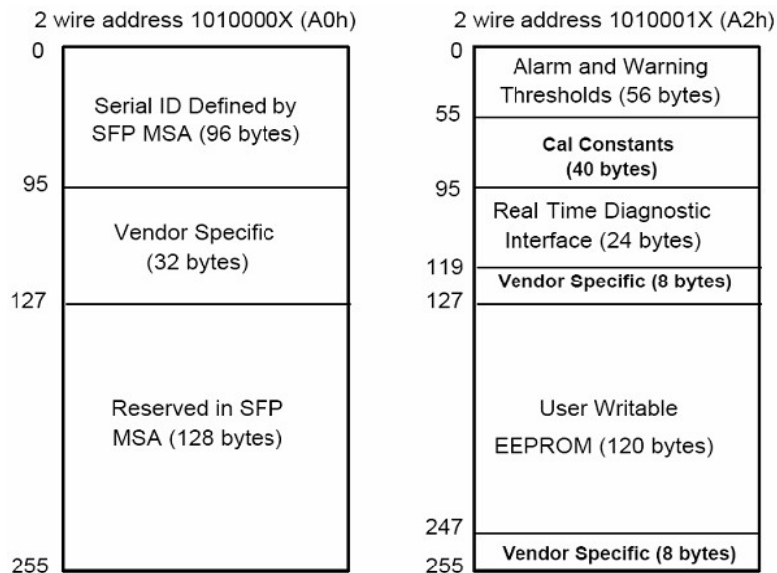 2 wire address 1010000X (A0h)
0
Serial ID Defined by
SFP MSA (96 bytes)
95
Vendor Specific
(32 bytes)
127
Reserved in SFP
MSA (128 bytes)
255
2 wire address 1010001X (A2h)
0
Alarm and Warning
Thresholds (56 bytes)
55
Cal Constants
(40 bytes)
95
Real Time Diagnostic
Interface (24 bytes)
119
Vendor Specific (8 bytes)
127
User Writable
EEPROM (120 bytes)
247
Vendor Specific (8 bytes)
255